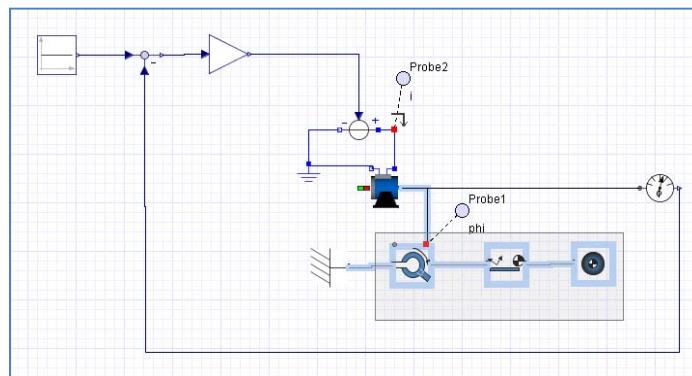 Probe2
i
- +
-
Probe1
phi
ϕ